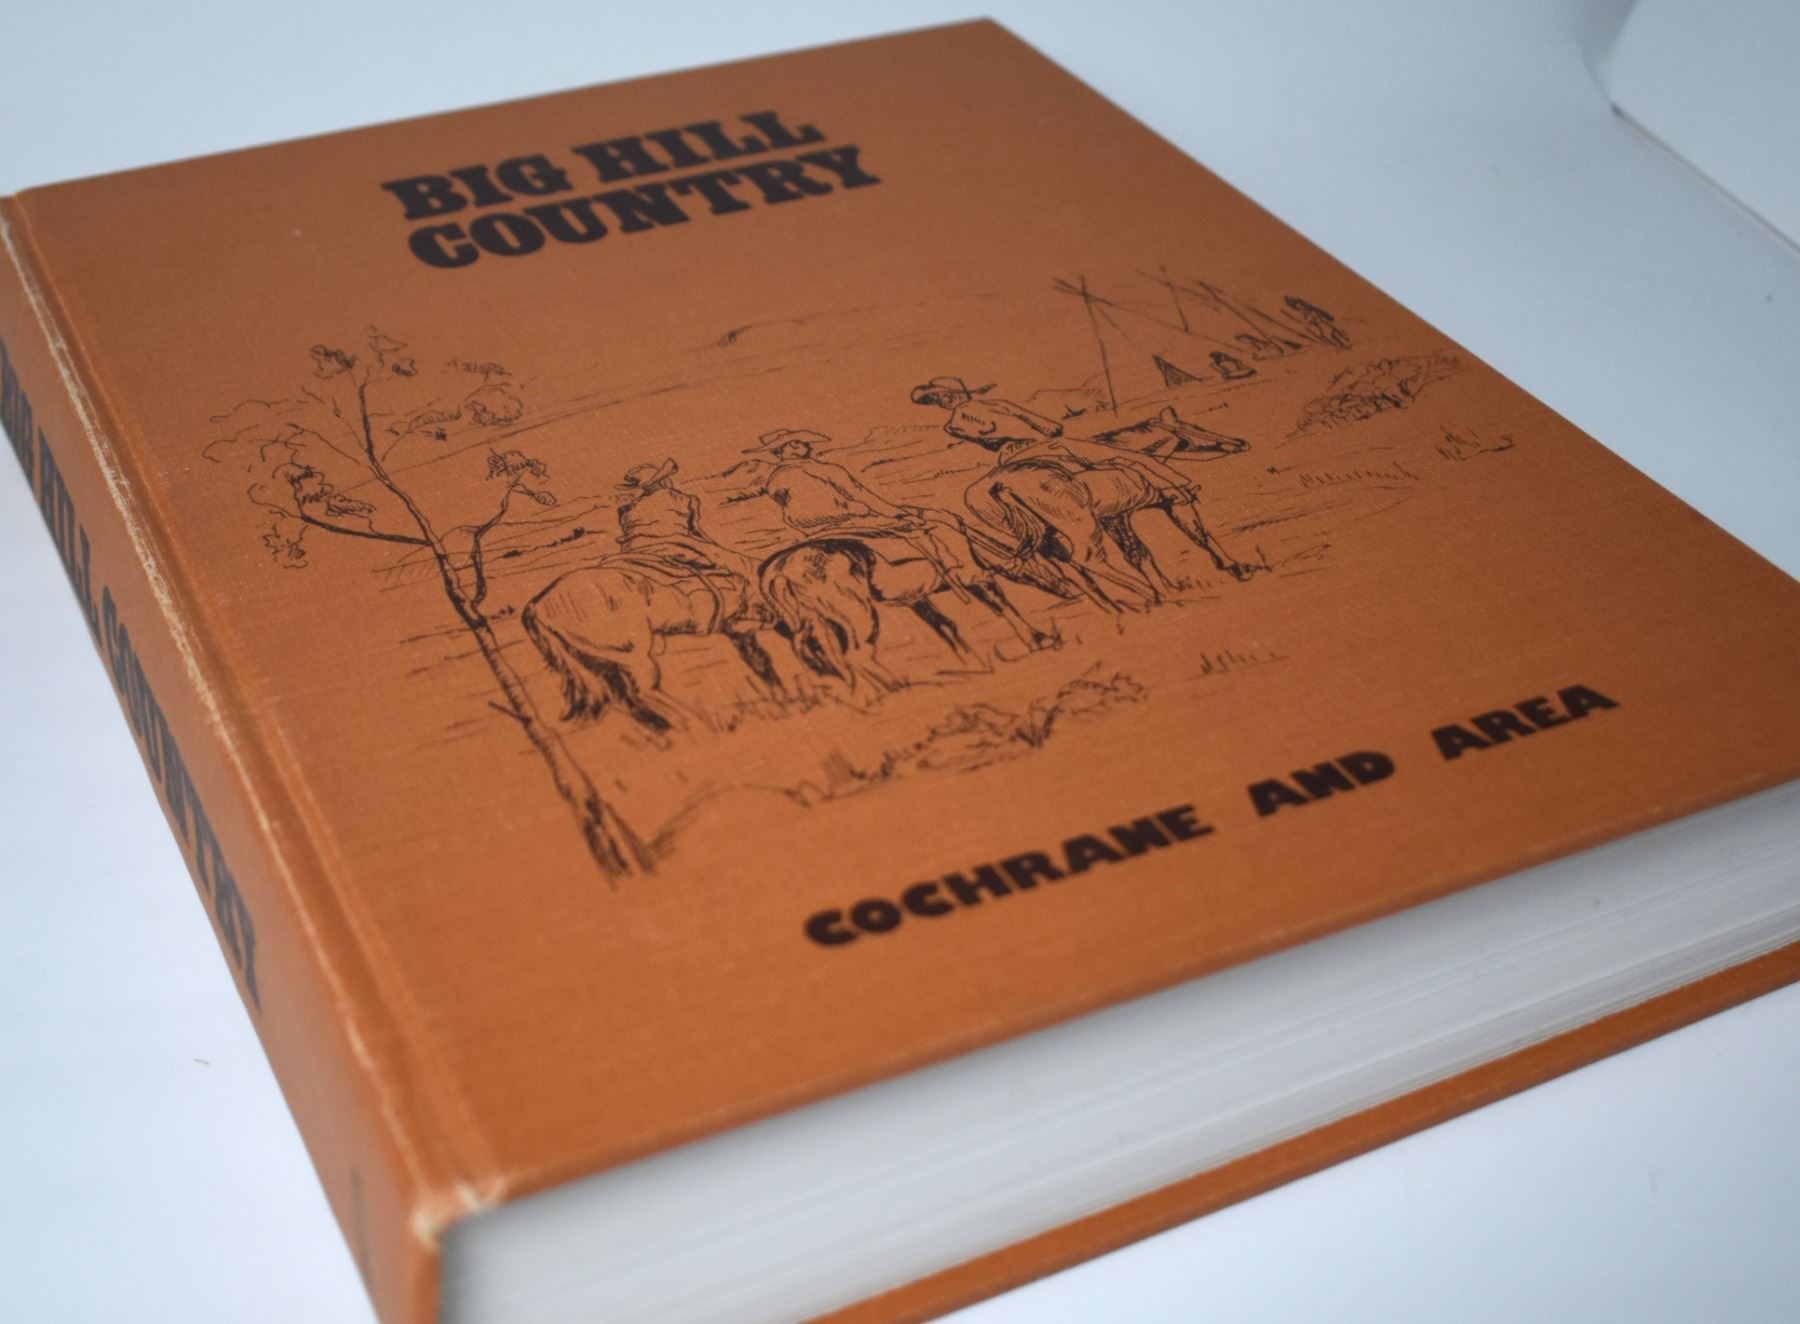 BIG HILL
COUNTRY
COCHRANE AND AREA
BIG HILL COUNTRY